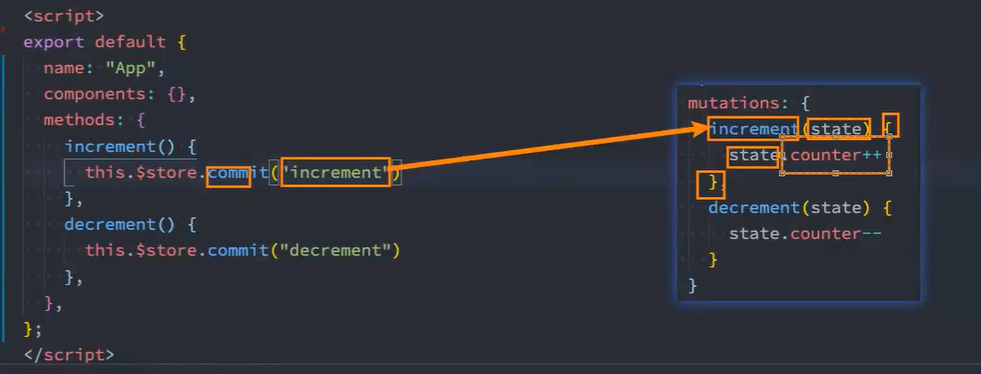 <script>
export default {
name: "App",
components: {},
methods: {
increment() {
this.$store.commit("increment")
},
decrement() {
this.$store.commit("decrement")
},
},
};
</script>
mutations: {
increment(state) {
state.counter++
},
decrement(state) {
state.counter--
}
}